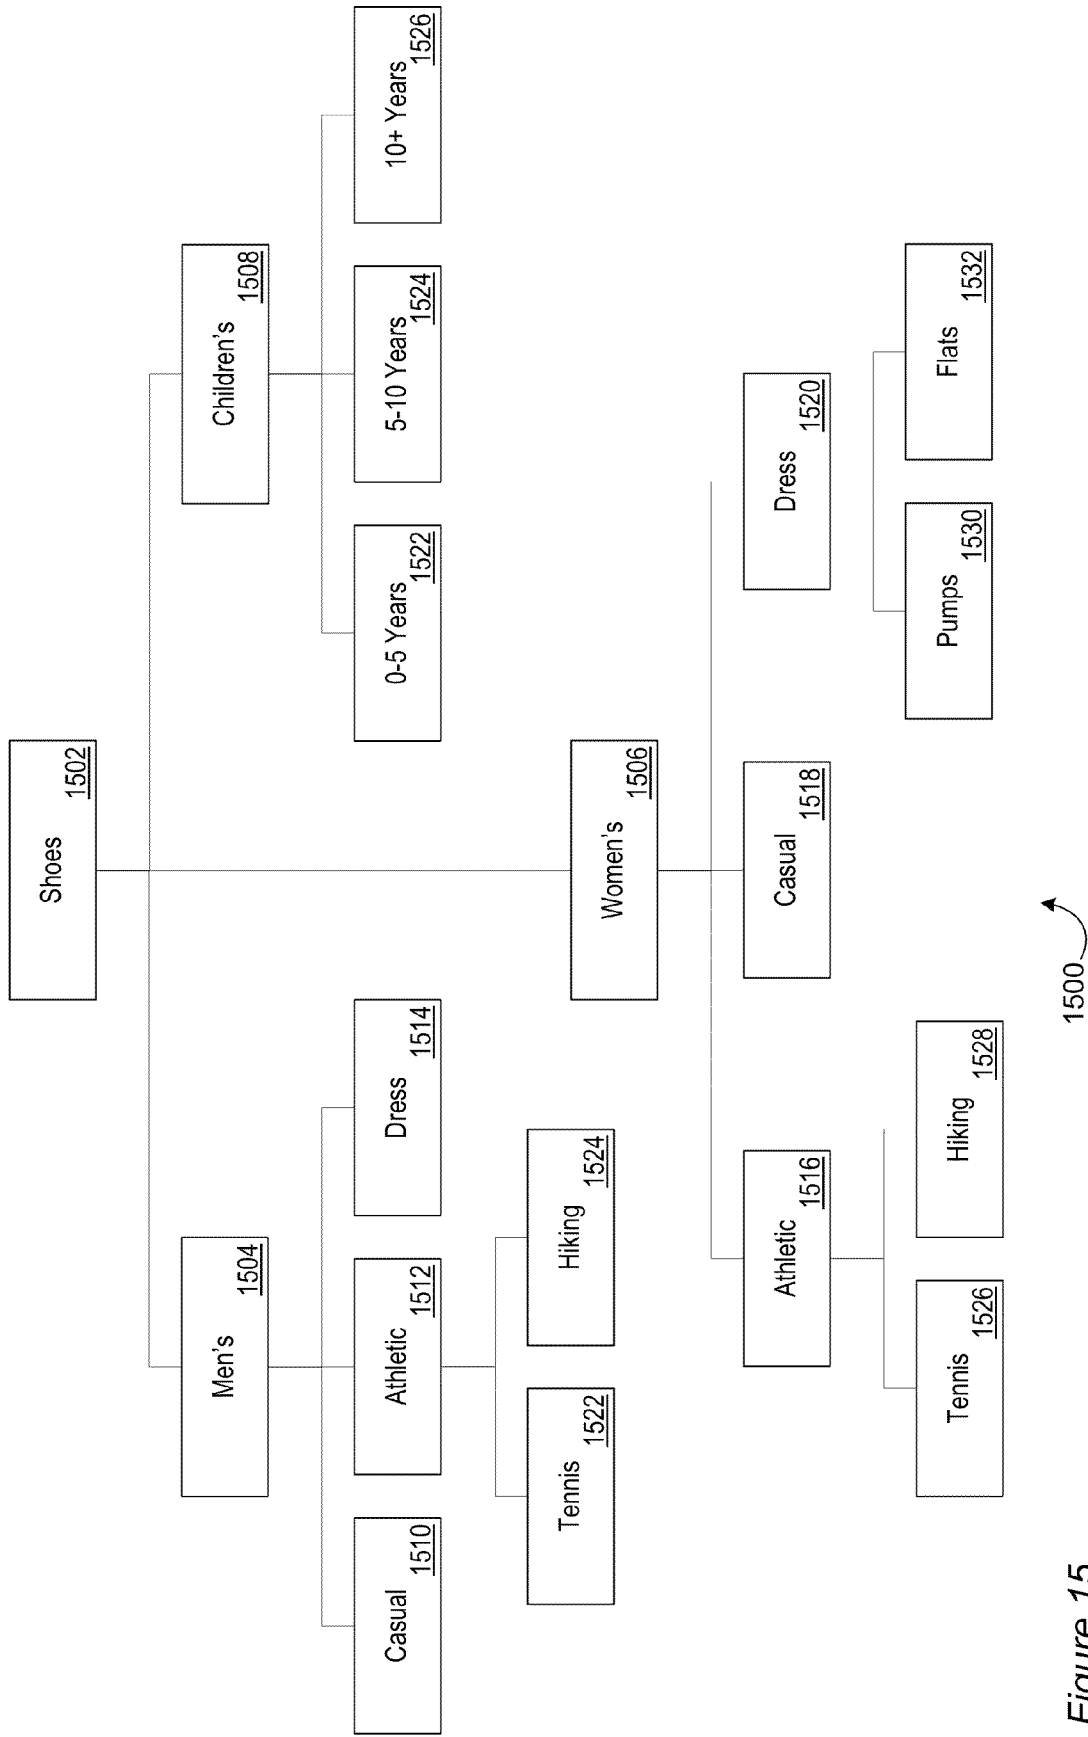 Shoes
1502
Men's
1504
Children's
1508
Casual
1510
Athletic
1512
Dress
1514
0-5 Years
1522
5-10 Years
1524
10+ Years
1526
Tennis
1522
Hiking
1524
Women's
1506
Athletic
1516
Casual
1518
Dress
1520
Tennis
1526
Hiking
1528
Pumps
1530
Flats
1532
1500
Figure 15